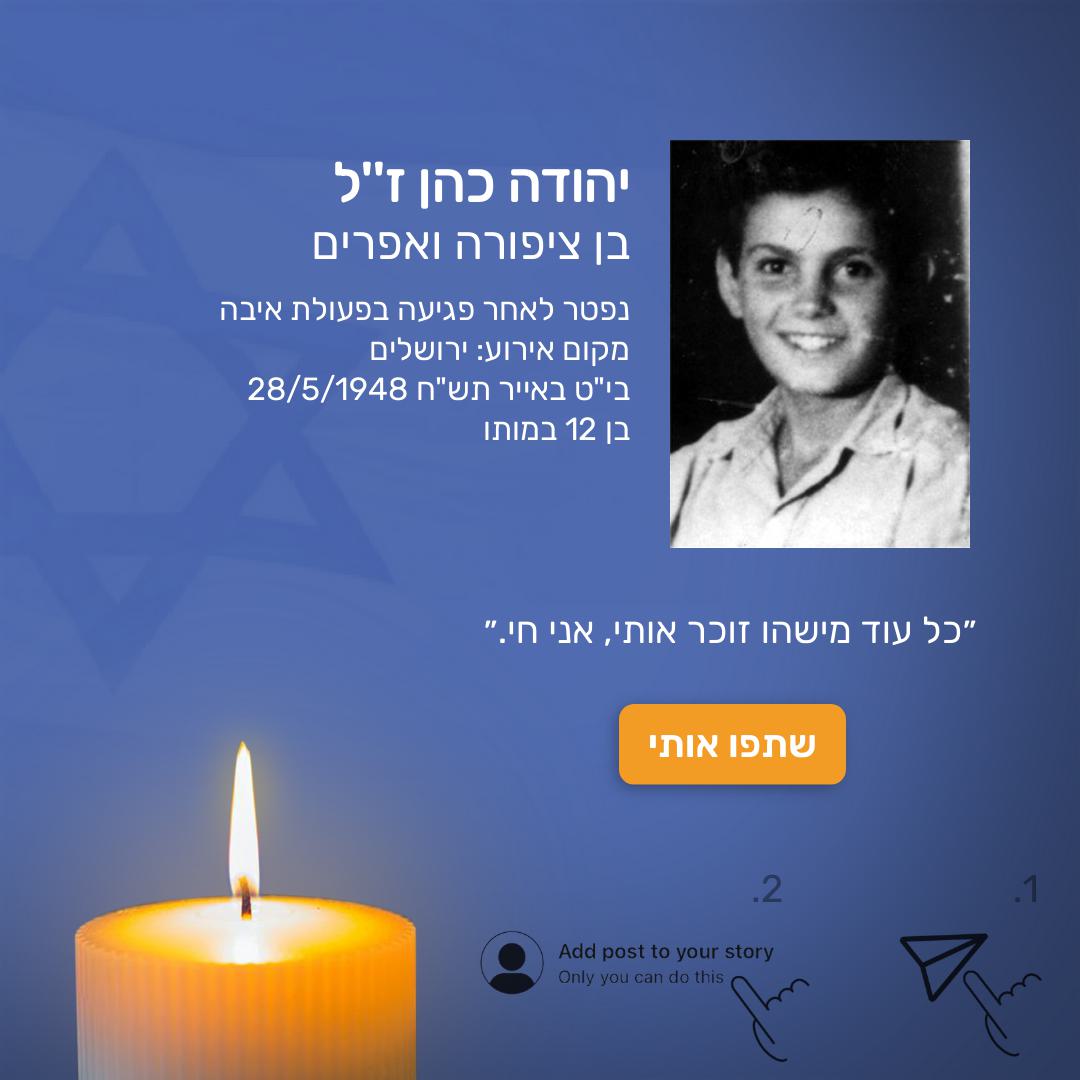 יהודה כהן ז"ל
בן ציפורה ואפרים
נפטר לאחר פגיעה בפעולת איבה
מקום אירוע: ירושלים
בי"ט באייר תש"ח 28/5/1948
בן 12 במותו
״כל עוד מישהו זוכר אותי, אני חי.״
שתפו אותי
1.
2.
Add post to your story
Only you can do this